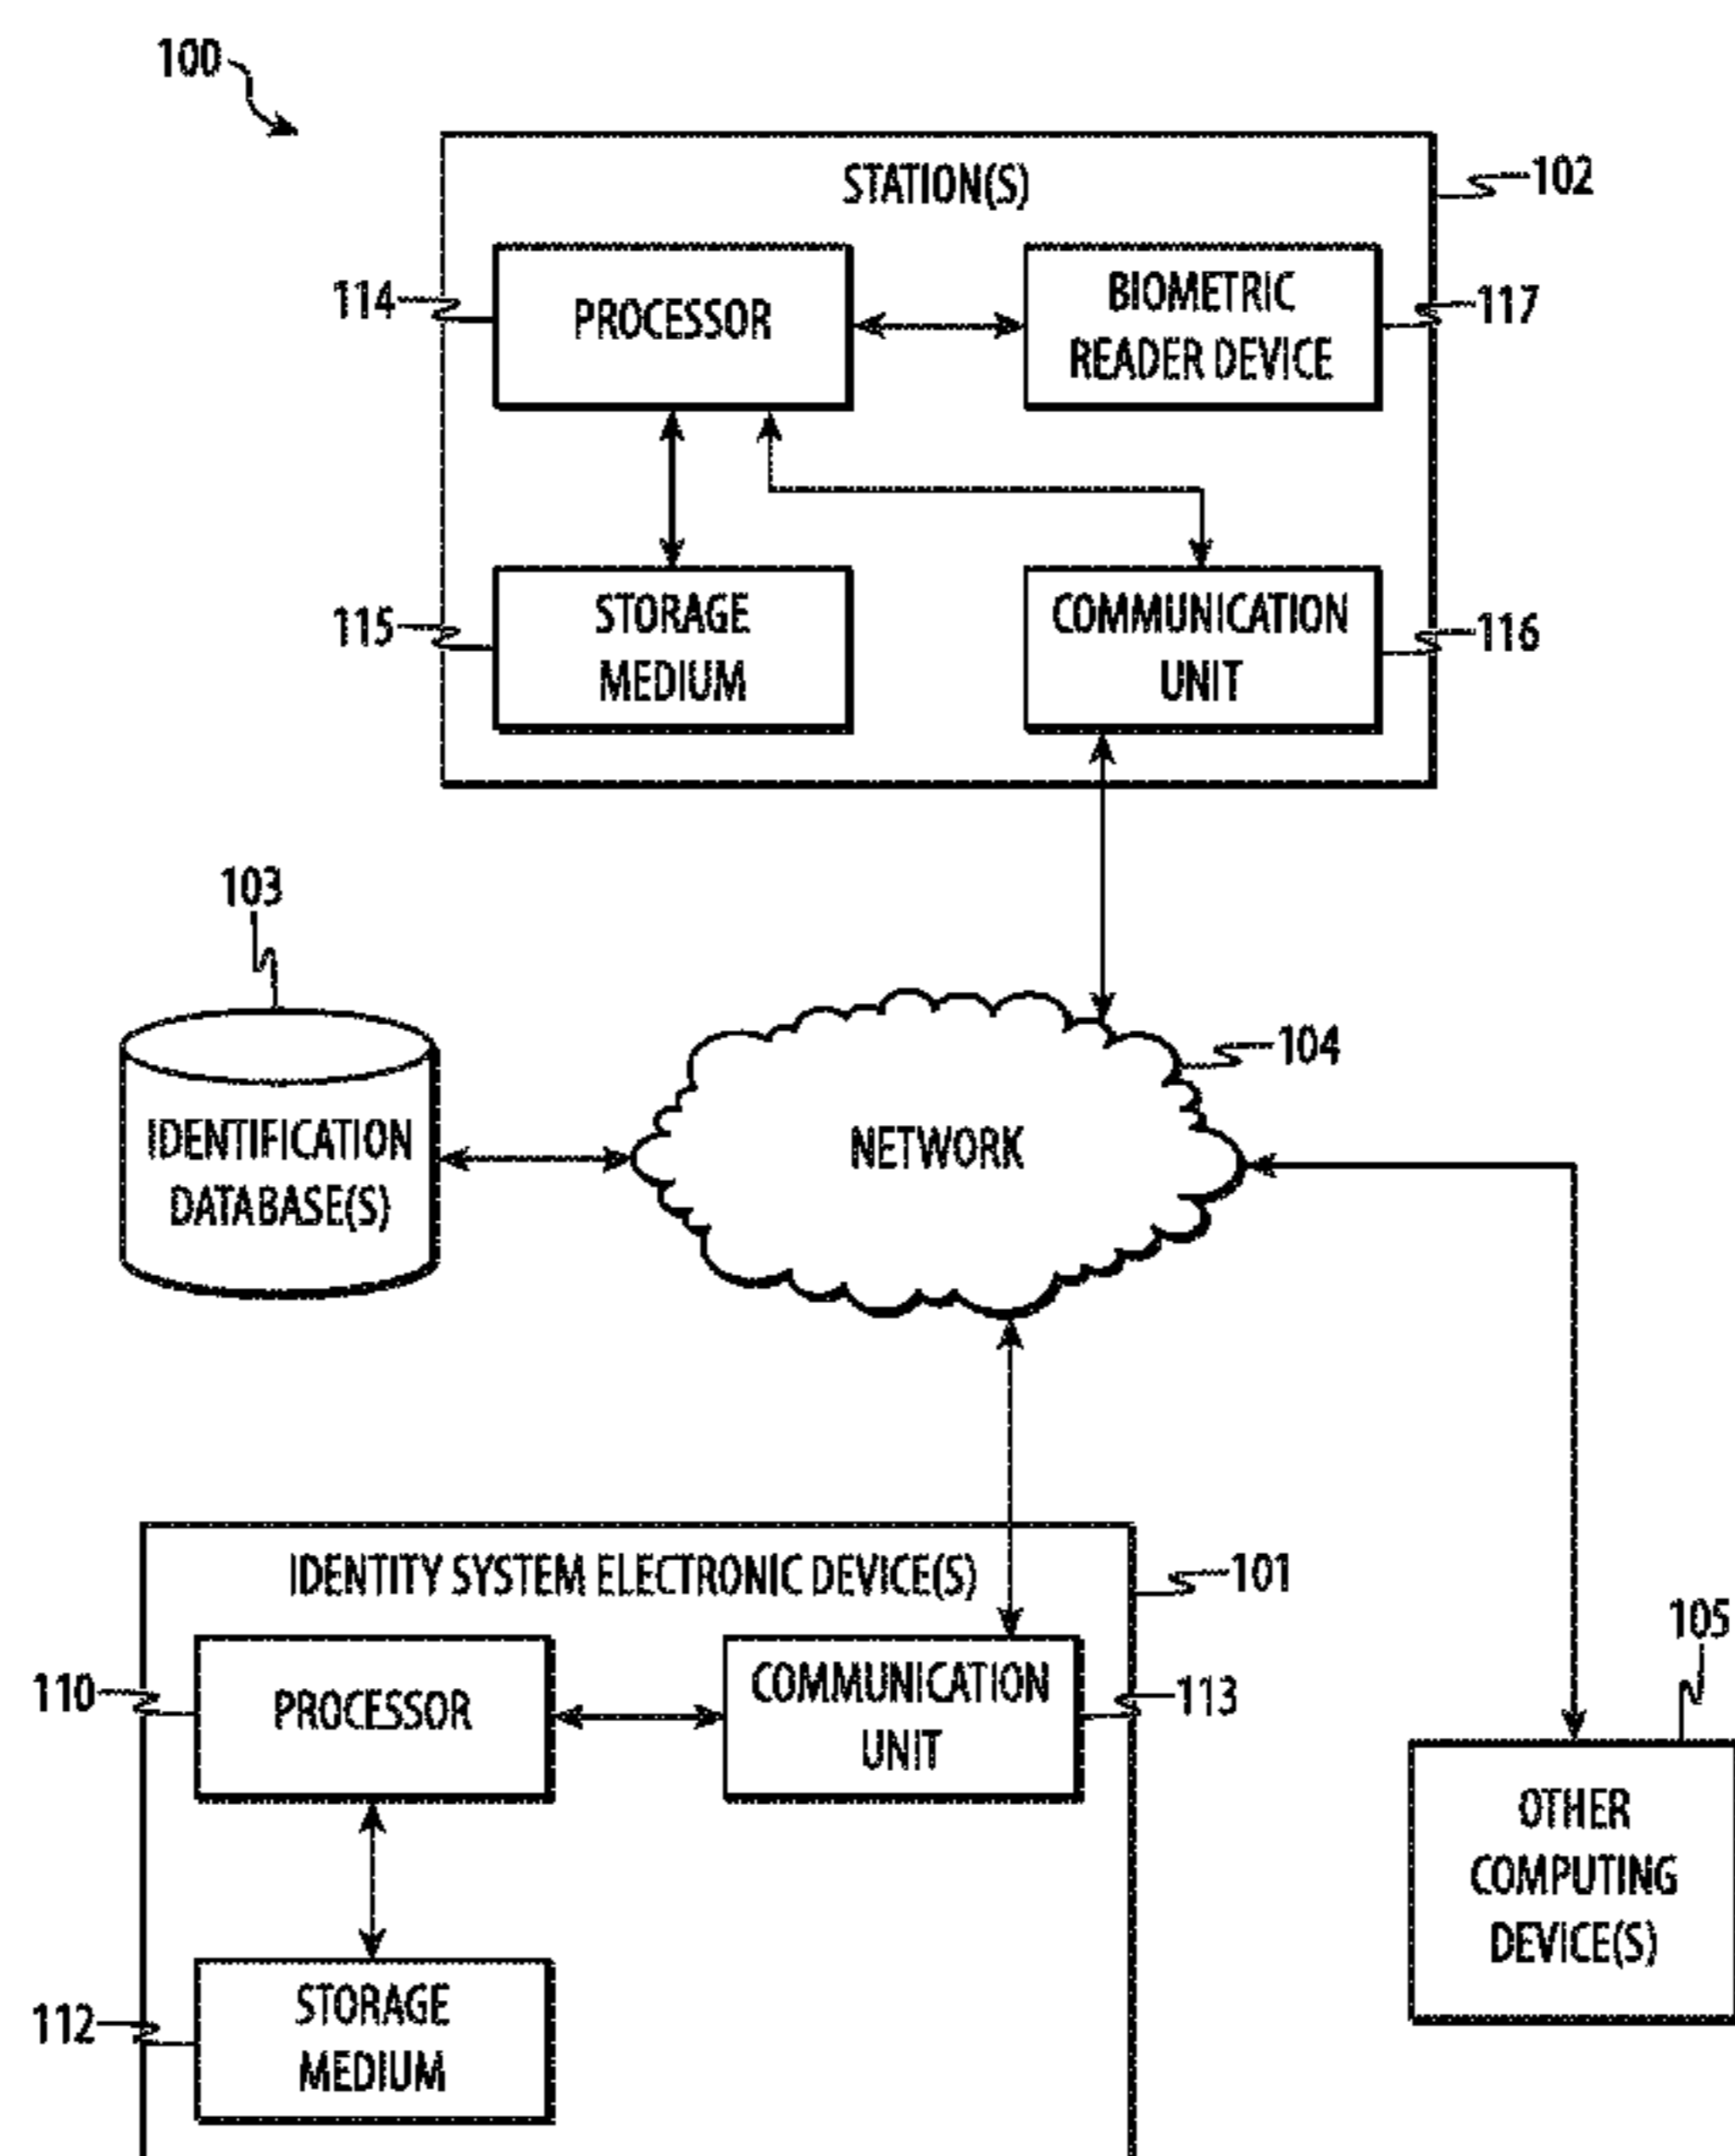 100
STATION(S)
102
114
PROCESSOR
BIOMETRIC
READER DEVICE
117
115
STORAGE
MEDIUM
COMMUNICATION
UNIT
116
103
IDENTIFICATION
DATABASE(S)
NETWORK
104
IDENTITY SYSTEM ELECTRONIC DEVICE(S)
101
110
PROCESSOR
COMMUNICATION
UNIT
113
105
OTHER
COMPUTING
DEVICE(S)
112
STORAGE
MEDIUM